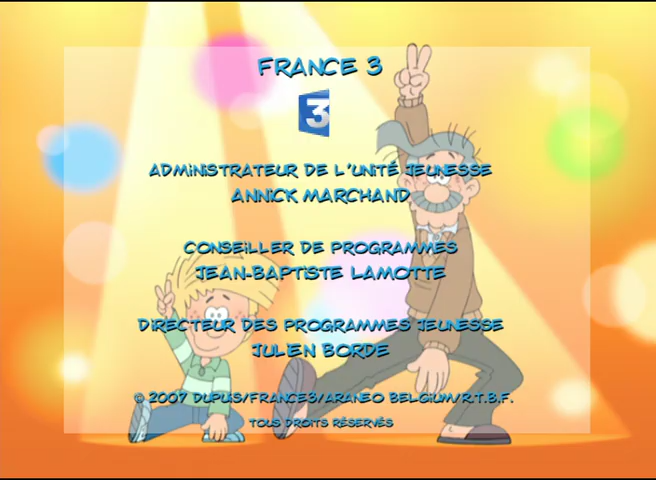 FRANCE 3
3
ADMINISTRATEUR DE L'UNITÉ JEUNESSE
ANNICK MARCHAND
CONSEILLER DE PROGRAMMES
JEAN-BAPTISTE LAMOTTE
DIRECTEUR DES PROGRAMMES JEUNESSE
JULIEN BORDE
© 2007 DUPUIS/FRANCE3/ARANEO BELGIUM/R.T.B.F.
TOUS DROITS RÉSERVÉS